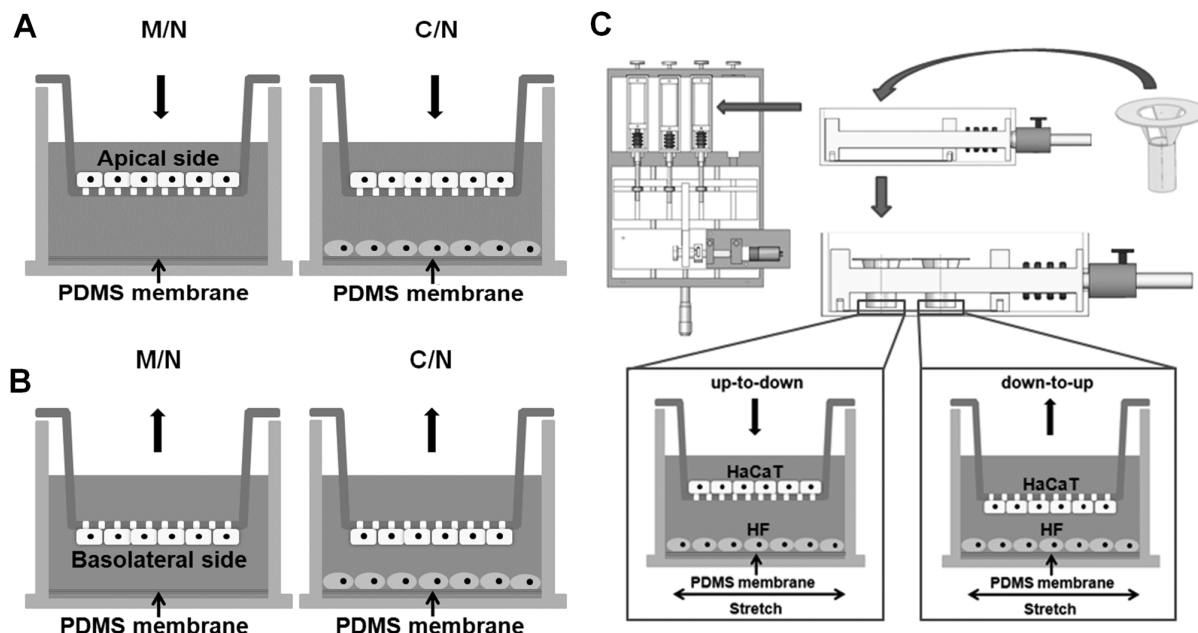 A
M/N
C/N
Apical side
PDMS membrane
PDMS membrane
B
M/N
C/N
Basolateral side
PDMS membrane
PDMS membrane
C
up-to-down
HaCaT
HF
PDMS membrane
Stretch
down-to-up
HaCaT
HF
PDMS membrane
Stretch